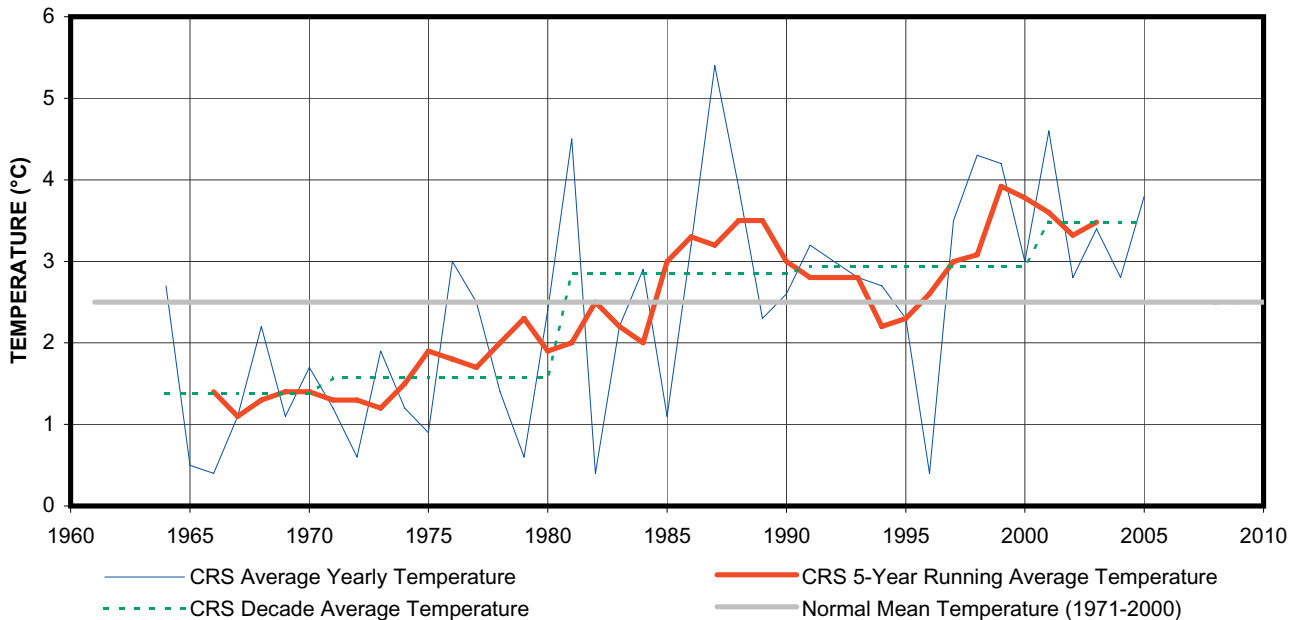 6
5
4
3
2
1
0
TEMPERATURE (°C)
1960 1965 1970 1975 1980 1985 1990 1995 2000 2005 2010
CRS Average Yearly Temperature CRS 5-Year Running Average Temperature
CRS Decade Average Temperature Normal Mean Temperature (1971-2000)